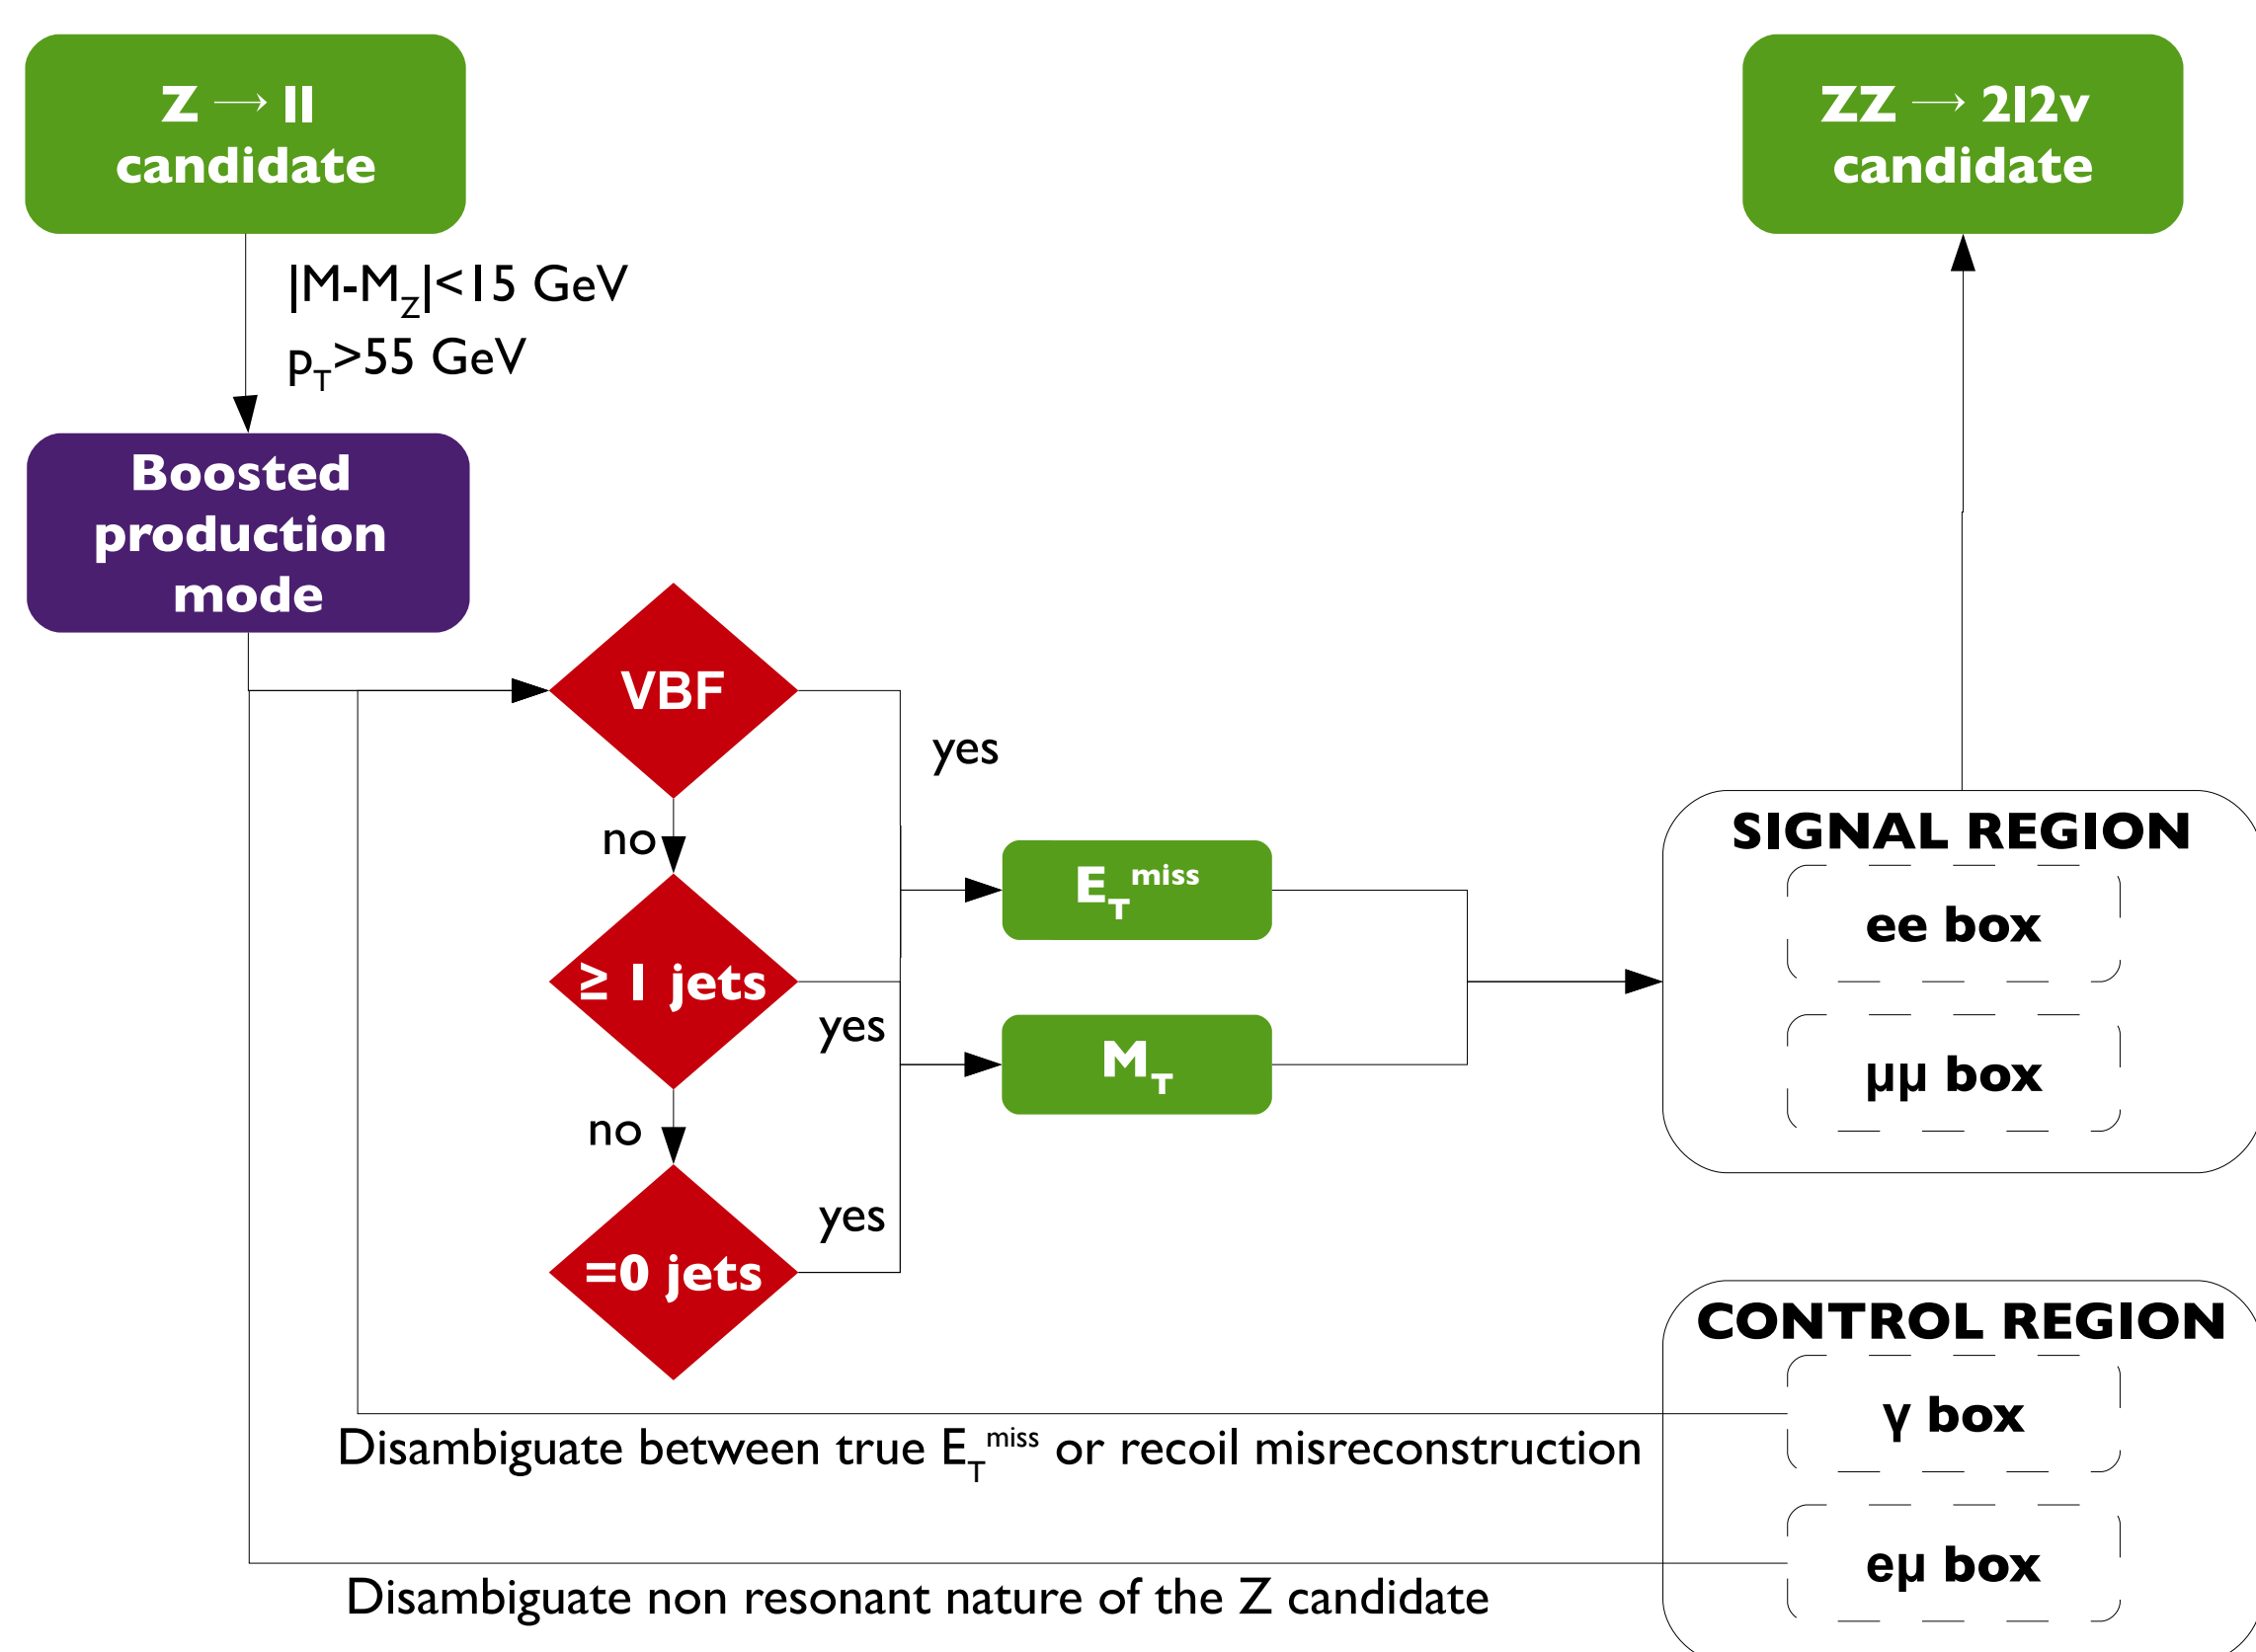 Z → ll
candidate
ZZ → 2l2v
candidate
|M-M_Z|<15 GeV
p_T>55 GeV
Boosted
production
mode
VBF
yes
no
E_T^miss
≥ 1 jets
yes
M_T
no
=0 jets
yes
SIGNAL REGION
ee box
μμ box
CONTROL REGION
γ box
Disambiguate between true E_T^miss or recoil misreconstruction
eμ box
Disambiguate non resonant nature of the Z candidate